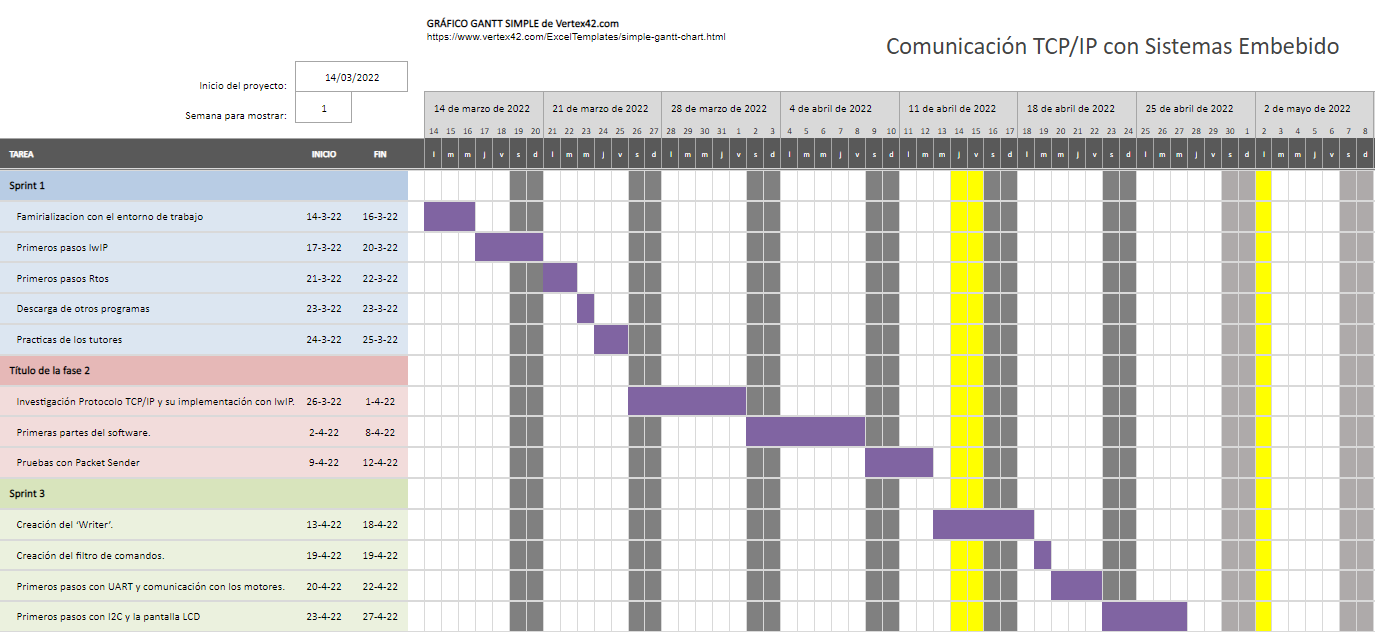 GRÁFICO GANTT SIMPLE de Vertex42.com
https://www.vertex42.com/ExcelTemplates/simple-gantt-chart.html
Comunicación TCP/IP con Sistemas Embebido
Inicio del proyecto: 14/03/2022
Semana para mostrar: 1
14 de marzo de 2022 21 de marzo de 2022 28 de marzo de 2022 4 de abril de 2022 11 de abril de 2022 18 de abril de 2022 25 de abril de 2022 2 de mayo de 2022
14 15 16 17 18 19 20 21 22 23 24 25 26 27 28 29 30 31 1 2 3 4 5 6 7 8 9 10 11 12 13 14 15 16 17 18 19 20 21 22 23 24 25 26 27 28 29 30 1 2 3 4 5 6 7 8
TAREA INICIO FIN l m m j v s d l m m j v s d l m m j v s d l m m j v s d l m m j v s d l m m j v s d l m m j v s d l m m j v s d
Sprint 1
Famirializacion con el entorno de trabajo 14-3-22 16-3-22
Primeros pasos lwIP 17-3-22 20-3-22
Primeros pasos Rtos 21-3-22 22-3-22
Descarga de otros programas 23-3-22 23-3-22
Practicas de los tutores 24-3-22 25-3-22
Título de la fase 2
Investigación Protocolo TCP/IP y su implementación con lwIP. 26-3-22 1-4-22
Primeras partes del software. 2-4-22 8-4-22
Pruebas con Packet Sender 9-4-22 12-4-22
Sprint 3
Creación del ‘Writer’. 13-4-22 18-4-22
Creación del filtro de comandos. 19-4-22 19-4-22
Primeros pasos con UART y comunicación con los motores. 20-4-22 22-4-22
Primeros pasos con I2C y la pantalla LCD 23-4-22 27-4-22